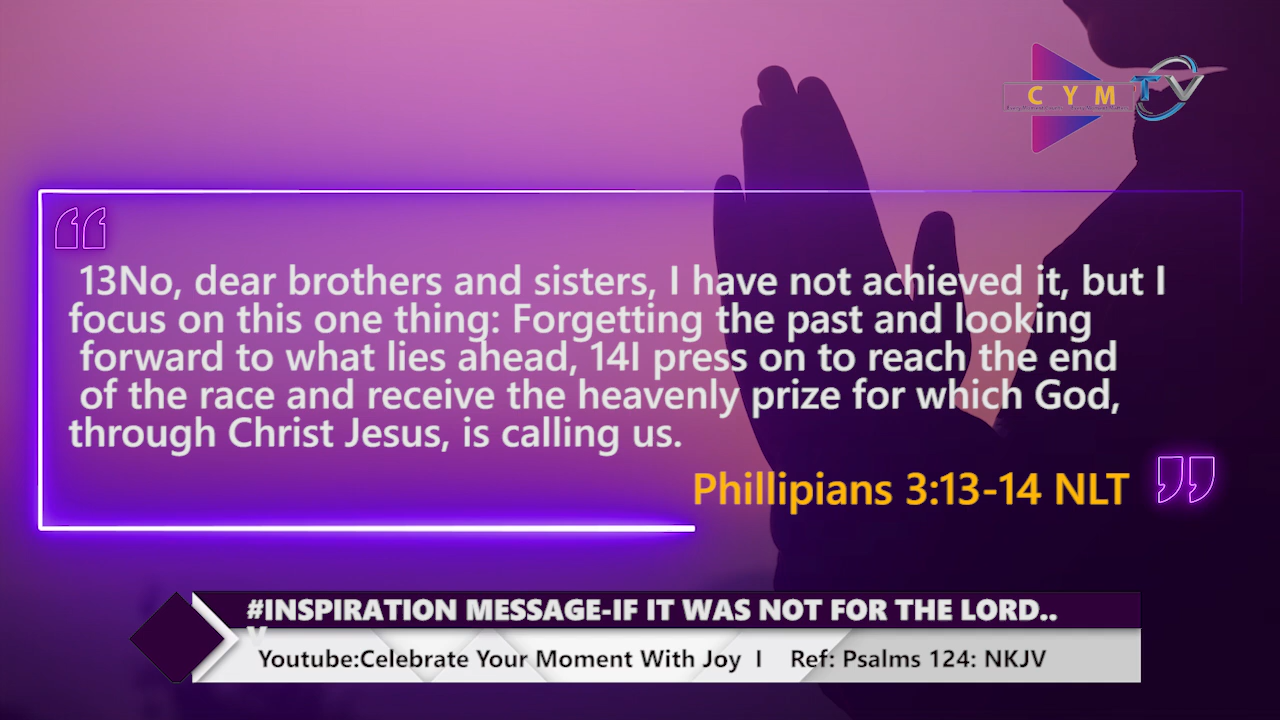 C Y M TV
13No, dear brothers and sisters, I have not achieved it, but I
focus on this one thing: Forgetting the past and looking
forward to what lies ahead, 14I press on to reach the end
of the race and receive the heavenly prize for which God,
through Christ Jesus, is calling us.
Phillipians 3:13-14 NLT
#INSPIRATION MESSAGE-IF IT WAS NOT FOR THE LORD..
Youtube:Celebrate Your Moment With Joy I Ref: Psalms 124: NKJV